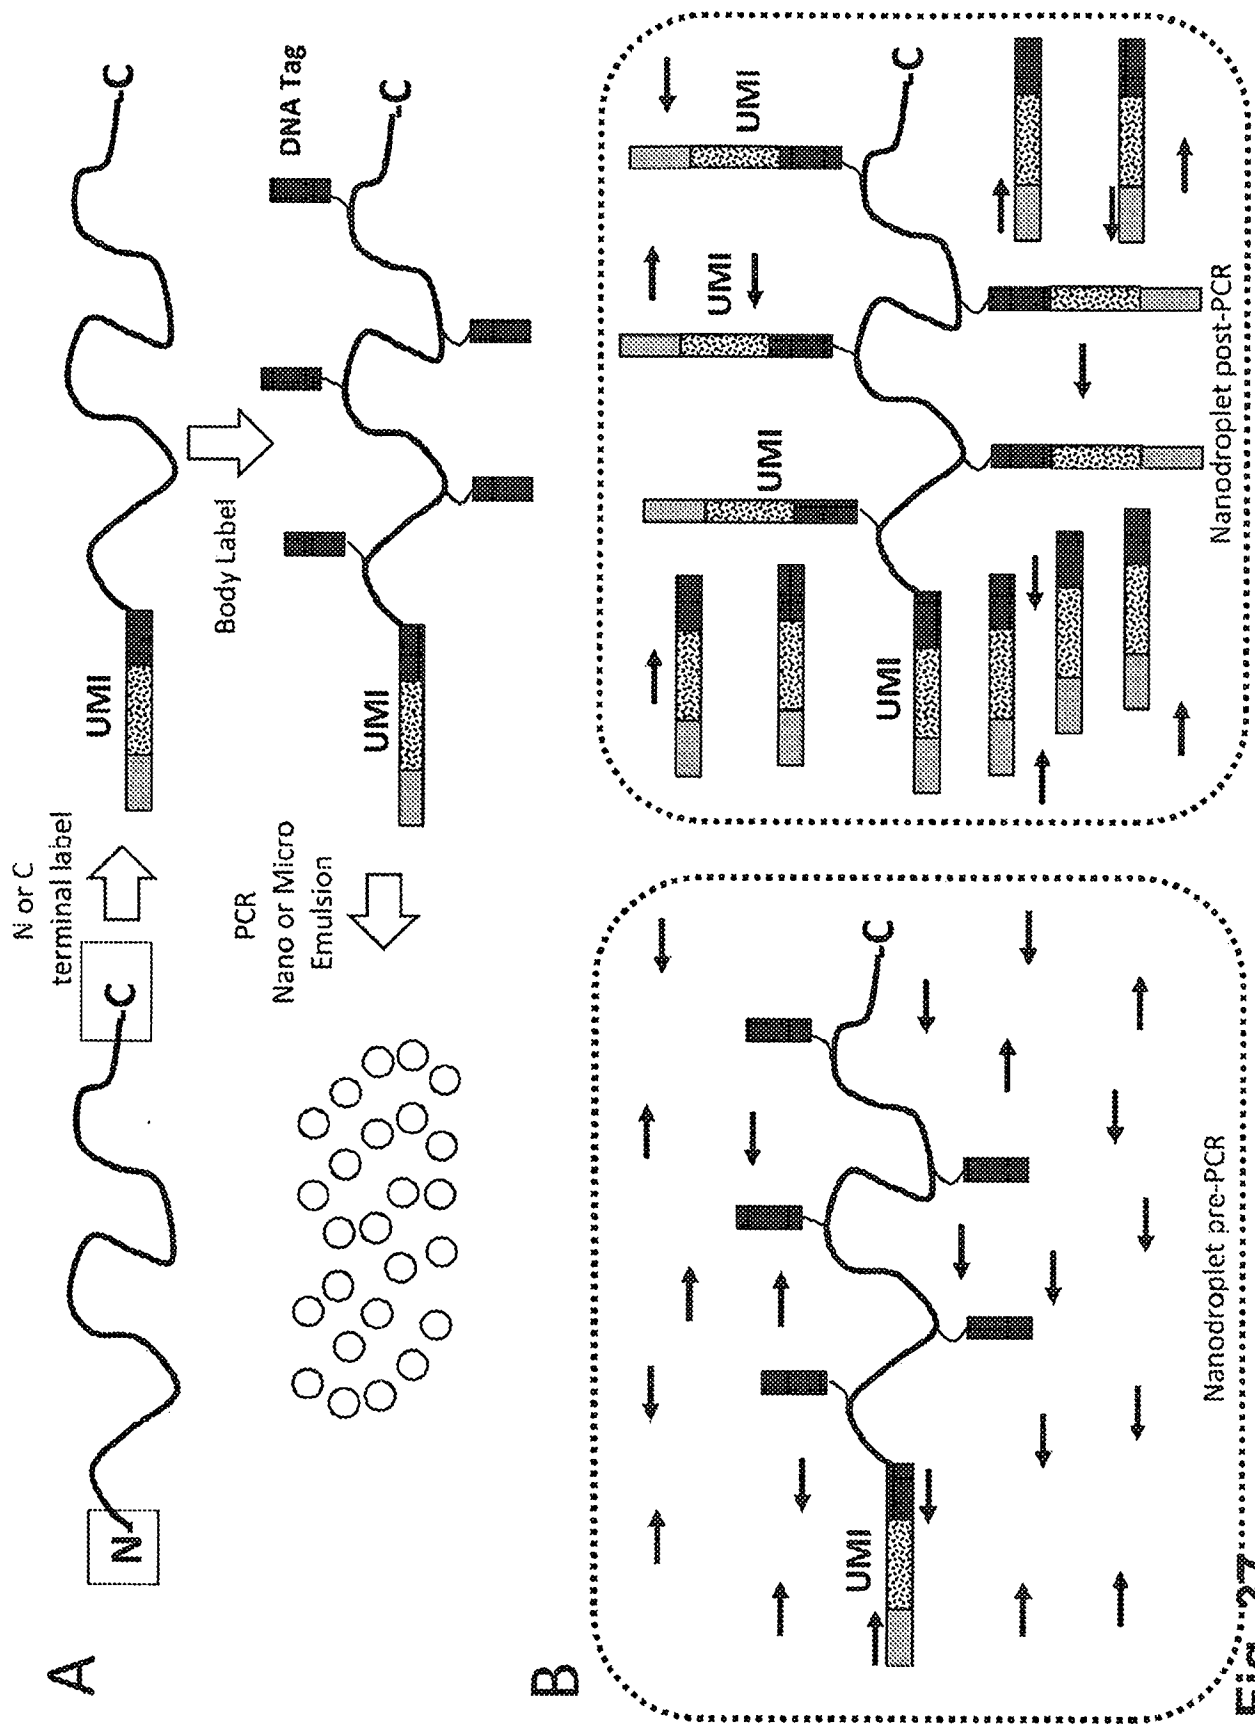 A
N
-C
N or C
terminal label
UMI
-C
Body Label
PCR
Nano or Micro
Emulsion
UMI
DNA Tag
-C
B
UMI
-C
Nanodroplet pre-PCR
UMI
UMI
UMI
UMI
-C
Nanodroplet post-PCR
Fig. 27